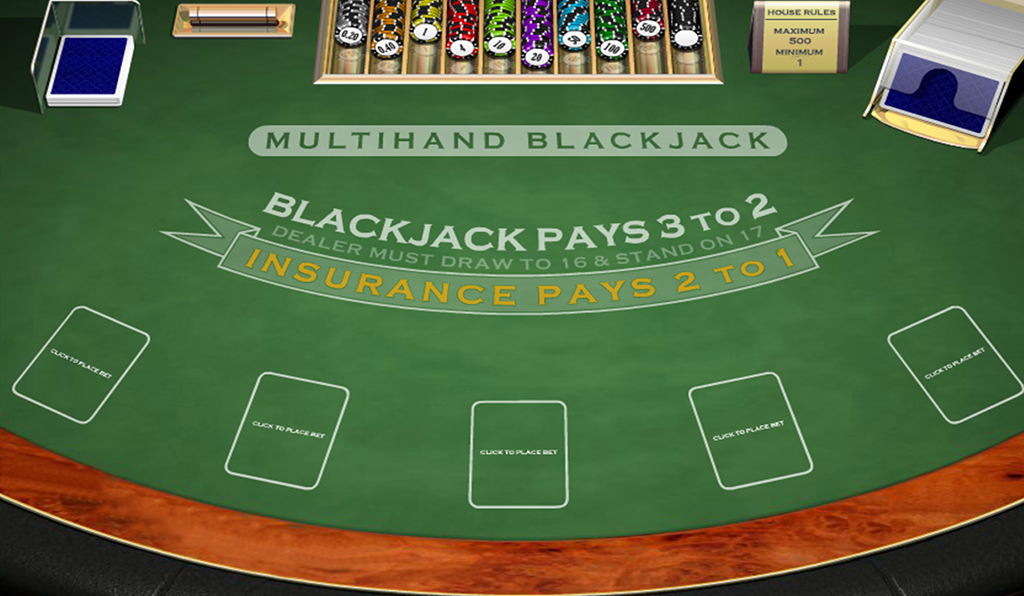 0.20
0.40
1
4
10
20
100
500
HOUSE RULES
MAXIMUM
500
MINIMUM
1
MULTIHAND BLACKJACK
BLACKJACK PAYS 3 TO 2
DEALER MUST DRAW TO 16 & STAND ON 17
INSURANCE PAYS 2 TO 1
CLICK TO PLACE BET
CLICK TO PLACE BET
CLICK TO PLACE BET
CLICK TO PLACE BET
CLICK TO PLACE BET